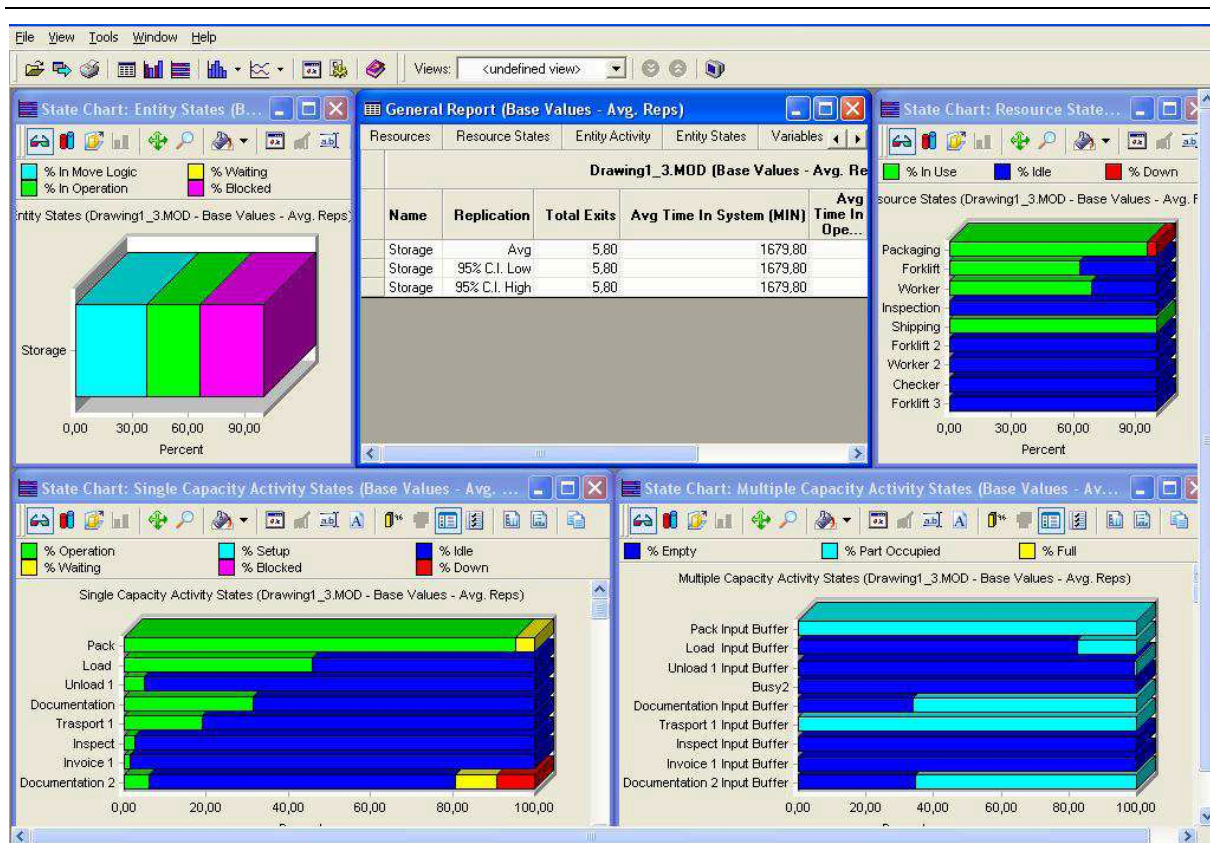 File View Tools Window Help
Views: <undefined view>
State Chart: Entity States (B...
% In Move Logic % Waiting
% In Operation % Blocked
ntity States (Drawing1_3.MOD - Base Values - Avg. Reps)
Storage
0,00 30,00 60,00 90,00
Percent
General Report (Base Values - Avg. Reps)
Resources Resource States Entity Activity Entity States Variables
Drawing1_3.MOD (Base Values - Avg. Re
Name Replication Total Exits Avg Time In System (MIN) Avg Time In Ope...
Storage Avg 5,80 1679,80
Storage 95% C.I. Low 5,80 1679,80
Storage 95% C.I. High 5,80 1679,80
State Chart: Resource State...
% In Use % Idle % Down
source States (Drawing1_3.MOD - Base Values - Avg. F
Packaging
Forklift
Worker
Inspection
Shipping
Forklift 2
Worker 2
Checker
Forklift 3
0,00 30,00 60,00 90,00
Percent
State Chart: Single Capacity Activity States (Base Values - Avg. ...
% Operation % Setup % Idle
% Waiting % Blocked % Down
Single Capacity Activity States (Drawing1_3.MOD - Base Values - Avg. Reps)
Pack
Load
Unload 1
Documentation
Trasport 1
Inspect
Invoice 1
Documentation 2
0,00 20,00 40,00 60,00 80,00 100,00
State Chart: Multiple Capacity Activity States (Base Values - Av...
% Empty % Part Occupied % Full
Multiple Capacity Activity States (Drawing1_3.MOD - Base Values - Avg. Reps)
Pack Input Buffer
Load Input Buffer
Unload 1 Input Buffer
Busy2
Documentation Input Buffer
Trasport 1 Input Buffer
Inspect Input Buffer
Invoice 1 Input Buffer
Documentation 2 Input Buffer
0,00 20,00 40,00 60,00 80,00 100,00